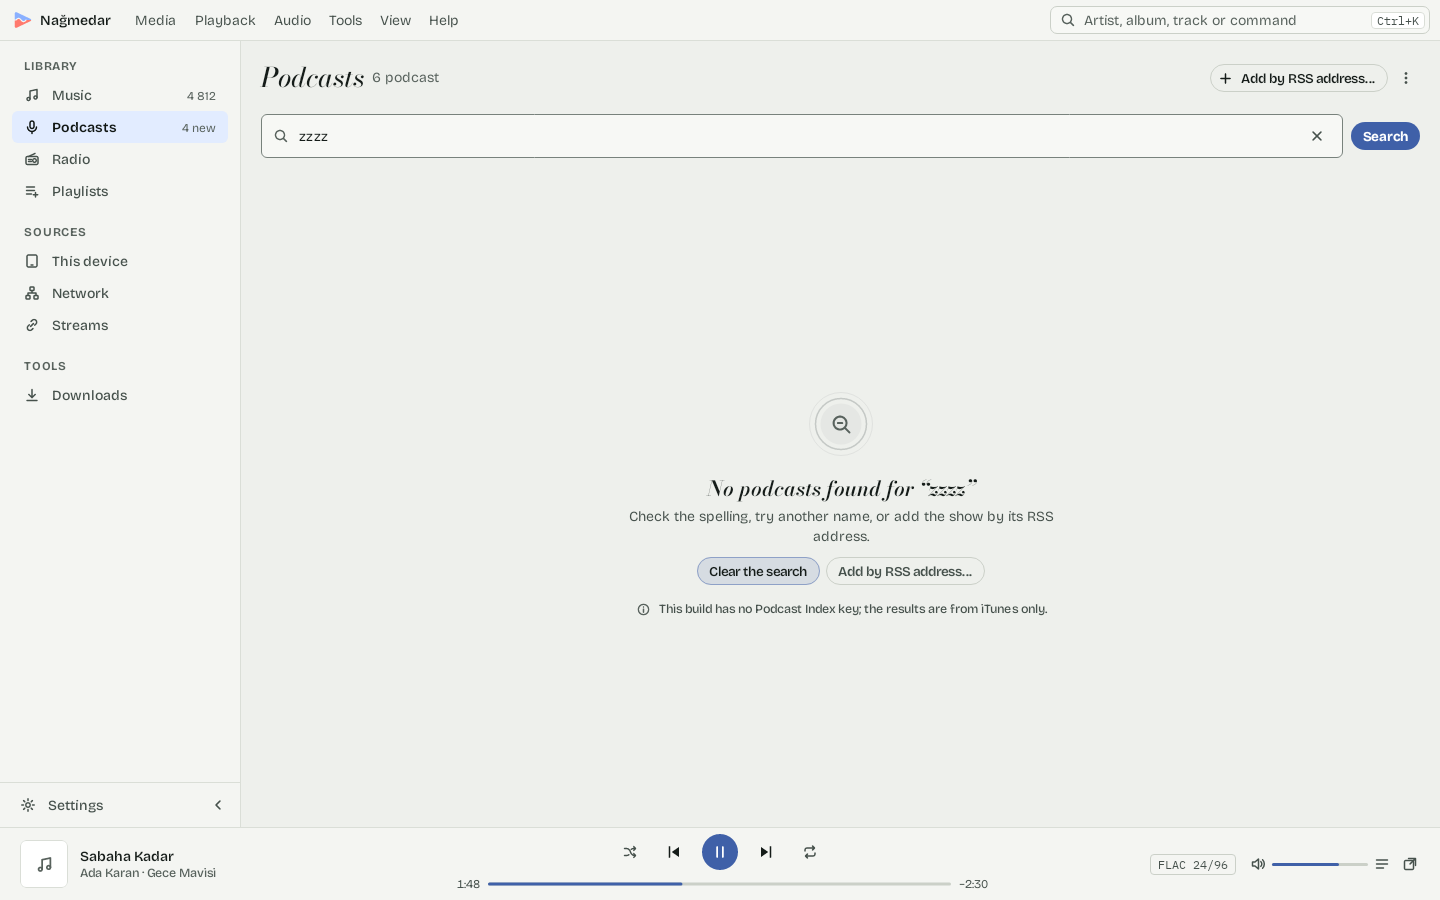 Nağmedar
Media Playback Audio Tools View Help
Artist, album, track or command Ctrl+K
LIBRARY
Music 4 812
Podcasts 4 new
Radio
Playlists
SOURCES
This device
Network
Streams
TOOLS
Downloads
Settings
Podcasts 6 podcast
Add by RSS address...
zzzz
Search
No podcasts found for “zzzz”
Check the spelling, try another name, or add the show by its RSS
address.
Clear the search Add by RSS address...
This build has no Podcast Index key; the results are from iTunes only.
Sabaha Kadar
Ada Karan · Gece Mavisi
1:48 −2:30
FLAC 24/96